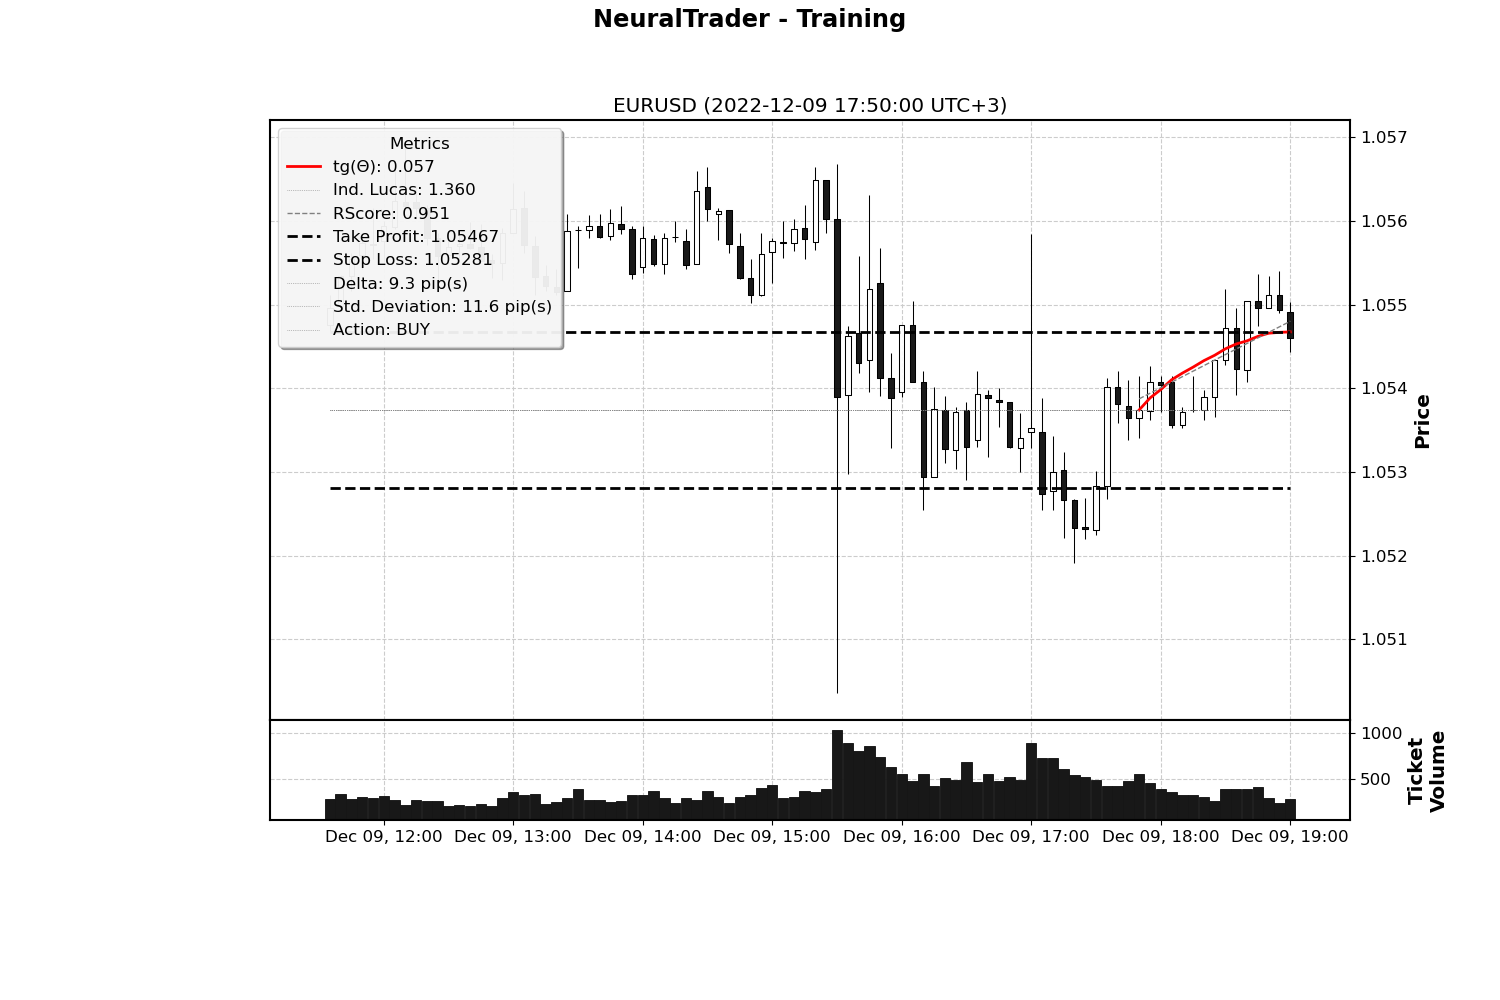 NeuralTrader - Training
EURUSD (2022-12-09 17:50:00 UTC+3)
Metrics
tg(Θ): 0.057
Ind. Lucas: 1.360
RScore: 0.951
Take Profit: 1.05467
Stop Loss: 1.05281
Delta: 9.3 pip(s)
Std. Deviation: 11.6 pip(s)
Action: BUY
1.057
1.056
1.055
1.054
1.053
1.052
1.051
Price
1000
500
Ticket
Volume
Dec 09, 12:00 Dec 09, 13:00 Dec 09, 14:00 Dec 09, 15:00 Dec 09, 16:00 Dec 09, 17:00 Dec 09, 18:00 Dec 09, 19:00